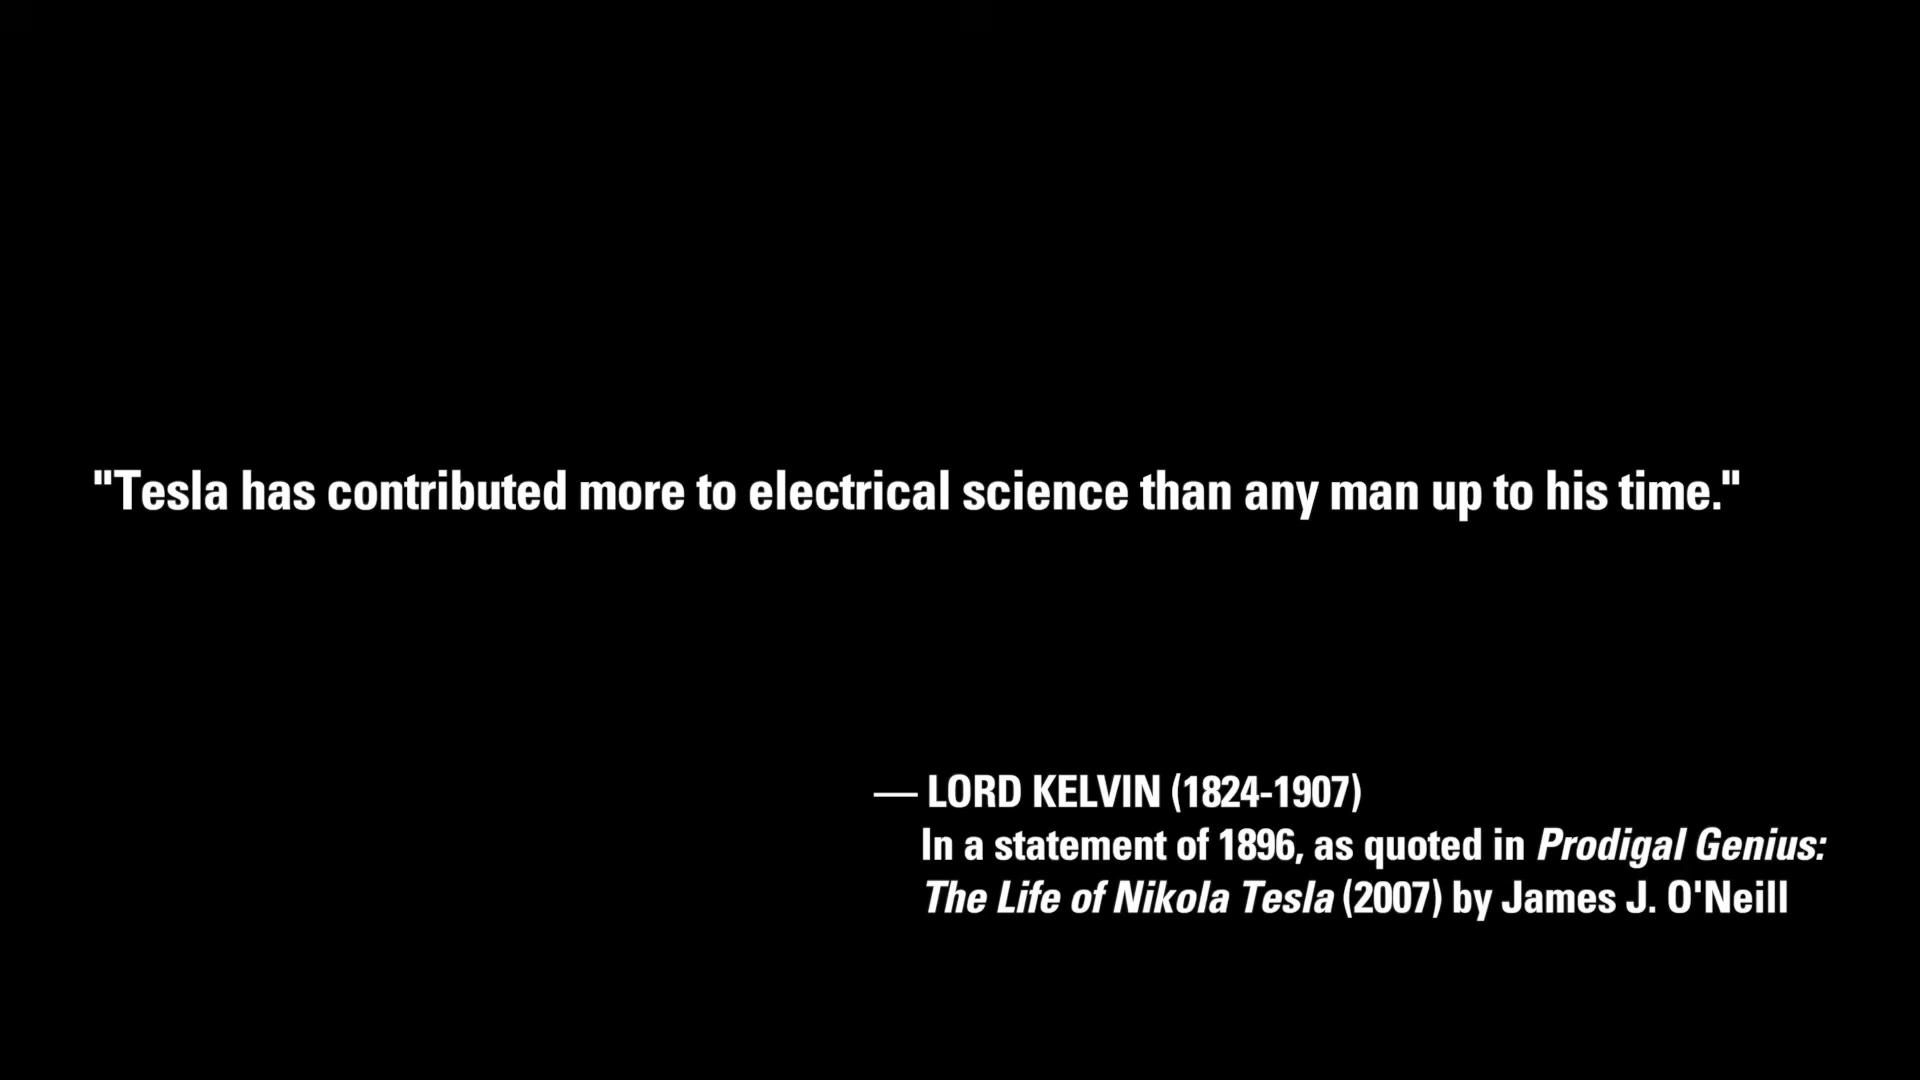 "Tesla has contributed more to electrical science than any man up to his time."
— LORD KELVIN (1824-1907)
In a statement of 1896, as quoted in Prodigal Genius:
The Life of Nikola Tesla (2007) by James J. O'Neill